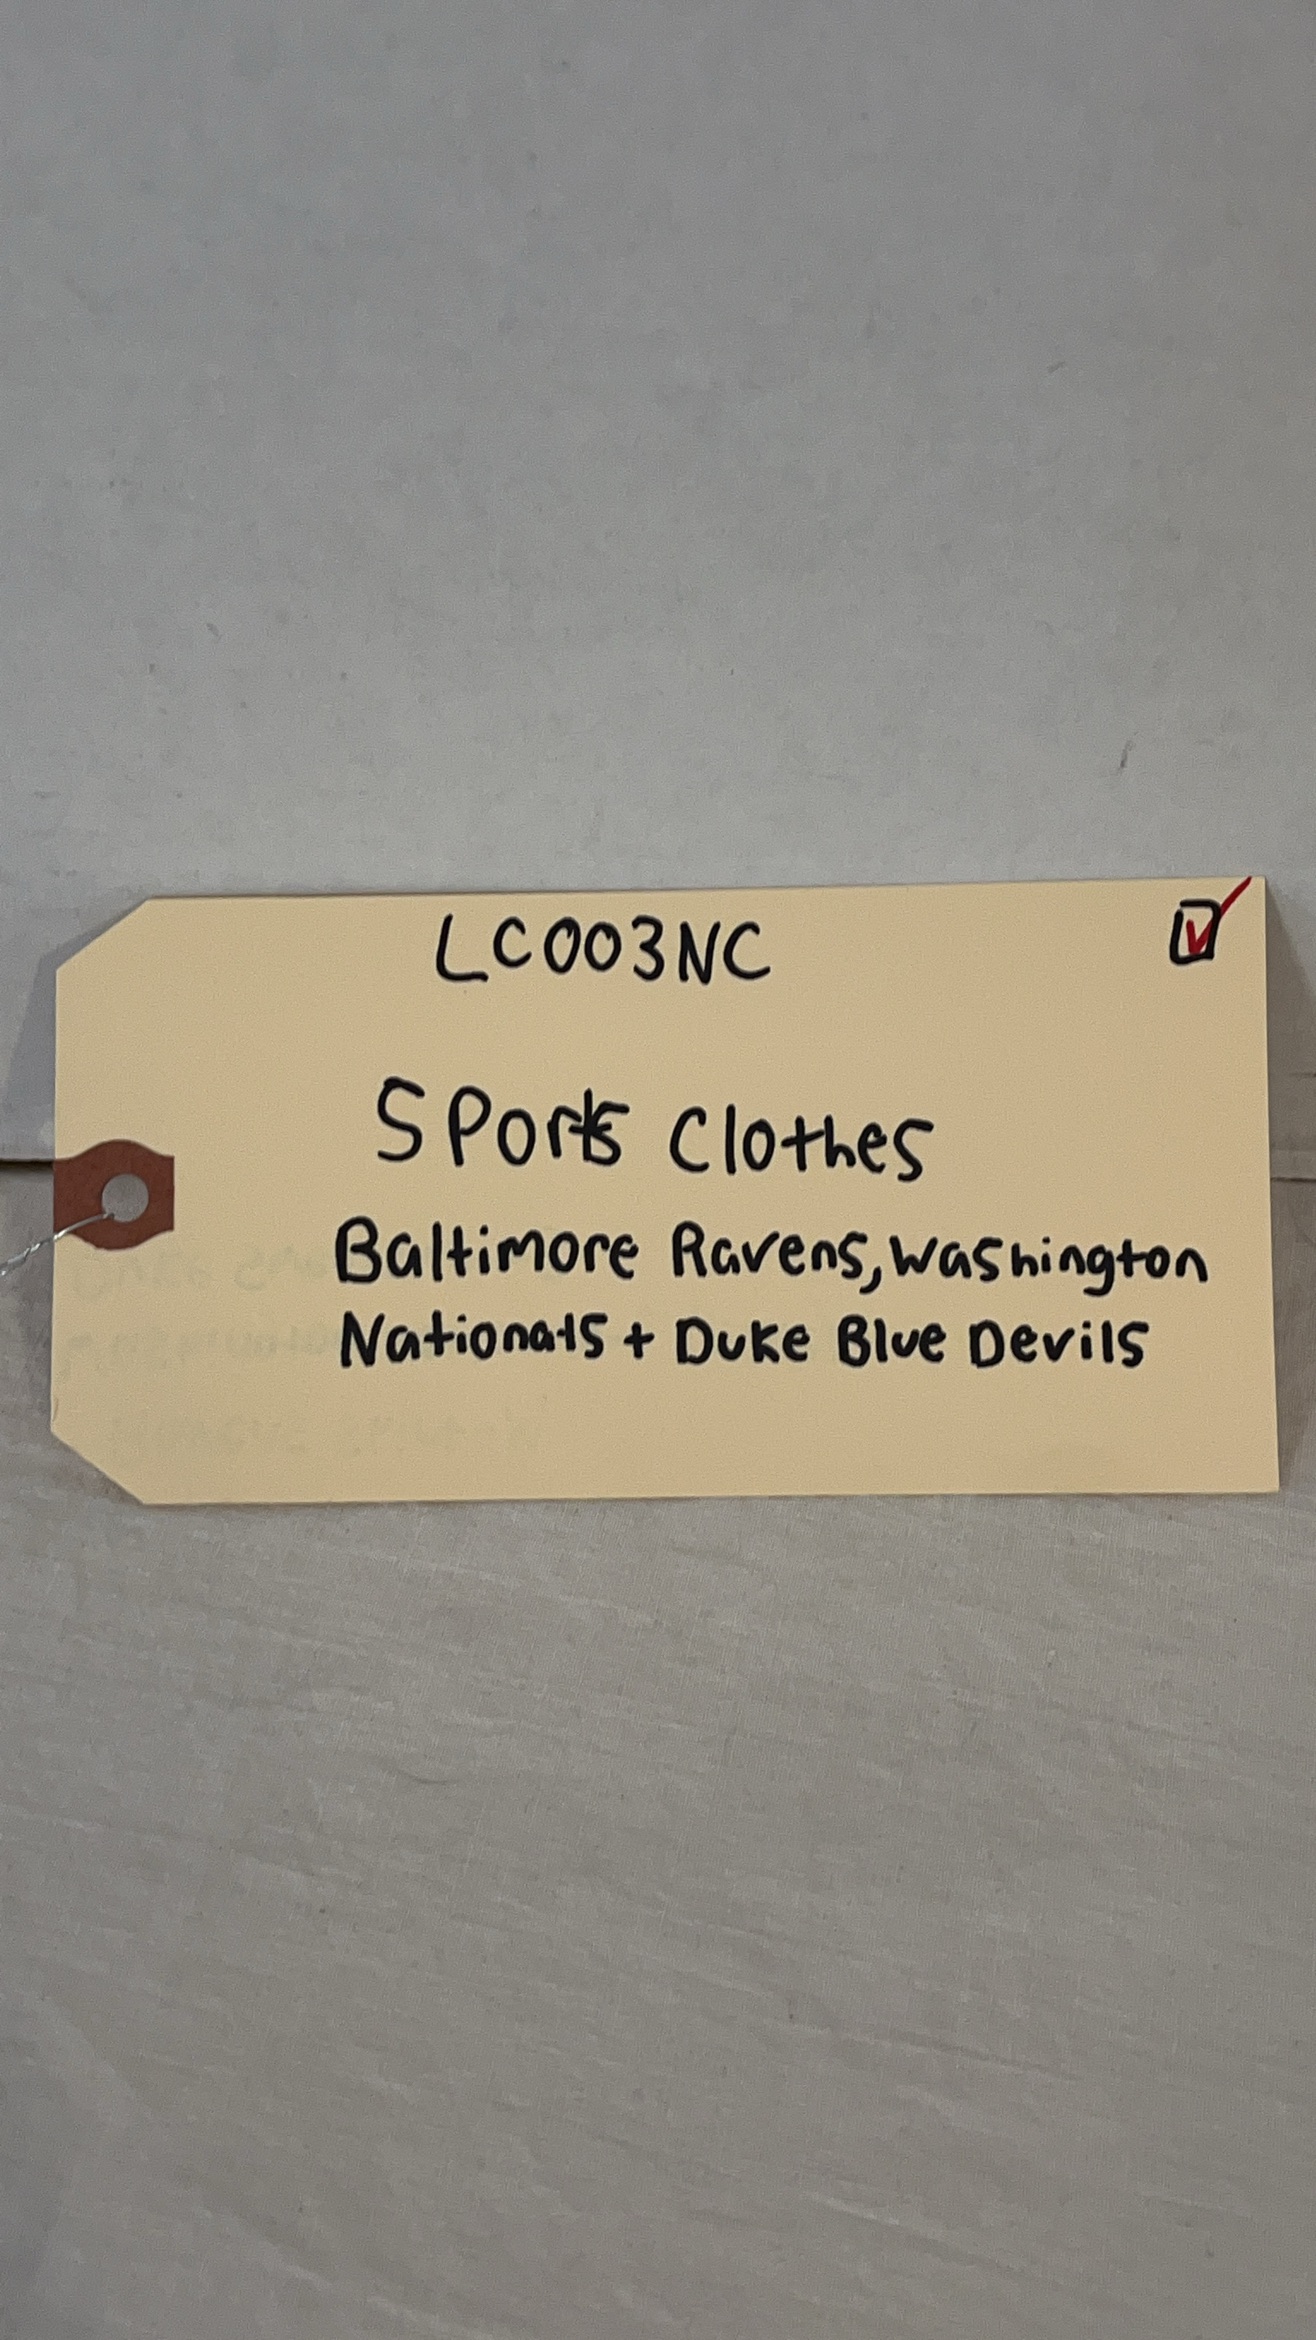 LC003NC
Sports Clothes
Baltimore Ravens, Washington
Nationals + Duke Blue Devils